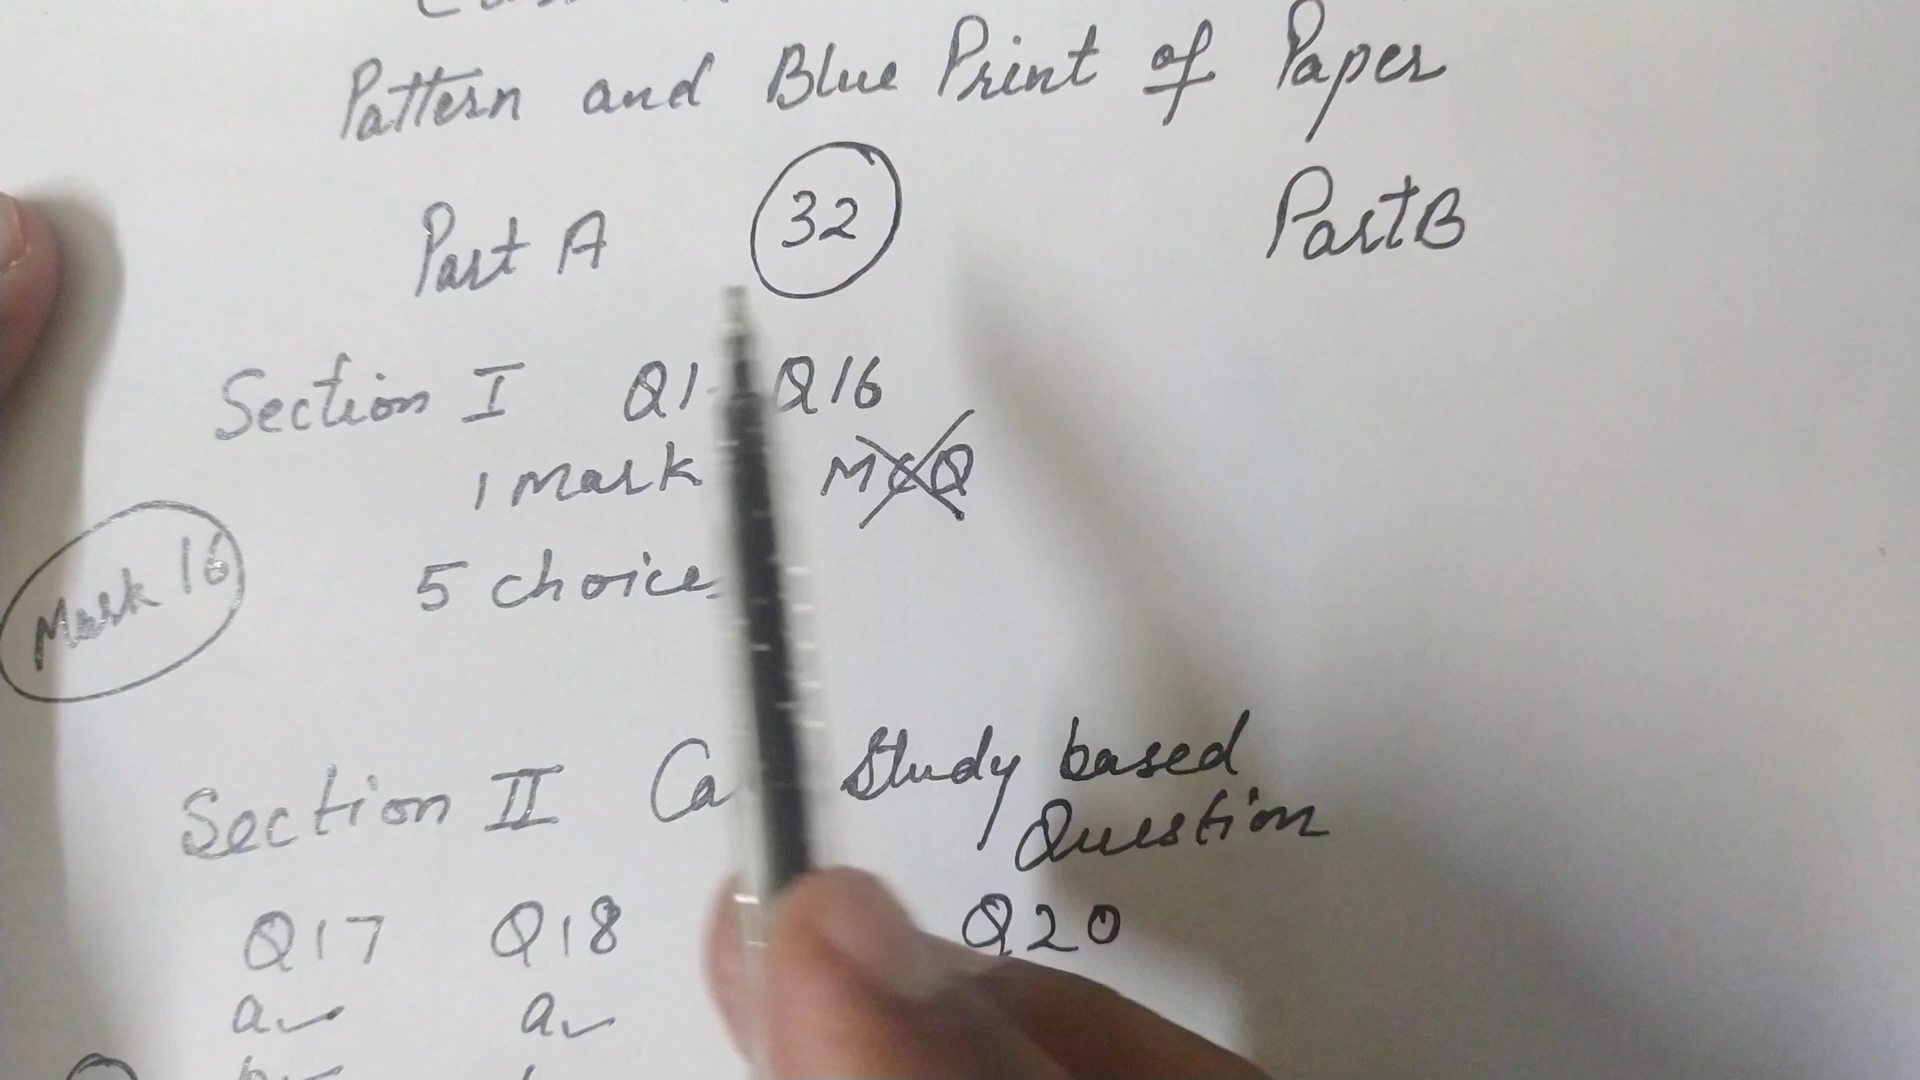 Pattern and Blue Print of Paper
Part A 32 Part B
Section I Q1 - Q16
1 Mark MCQ
Mark 16
5 choice
Section II Ca Study based
Question
Q17 Q18 Q20
a a
b